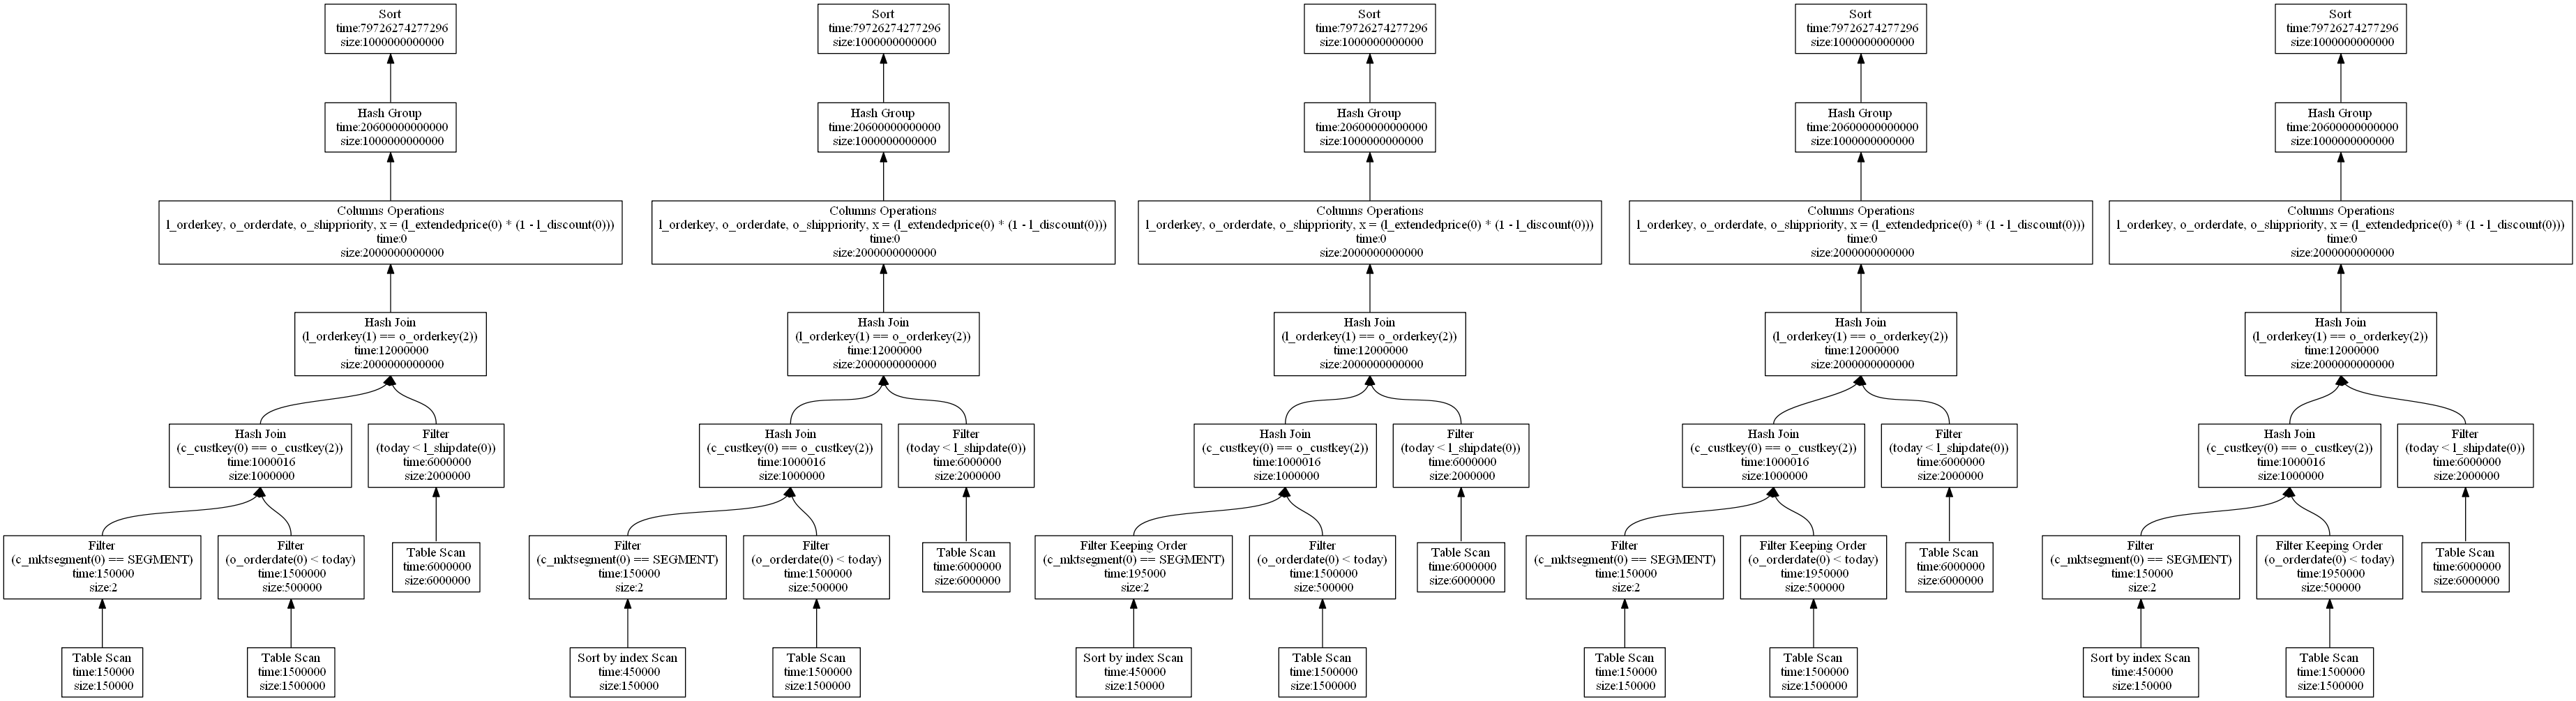 Sort
time:79726274277296
size:1000000000000
Hash Group
time:20600000000000
size:1000000000000
Columns Operations
l_orderkey, o_orderdate, o_shippriority, x = (l_extendedprice(0) * (1 - l_discount(0)))
time:0
size:2000000000000
Hash Join
(l_orderkey(1) == o_orderkey(2))
time:12000000
size:2000000000000
Hash Join
(c_custkey(0) == o_custkey(2))
time:1000016
size:1000000
Filter
(today < l_shipdate(0))
time:6000000
size:2000000
Filter
(c_mktsegment(0) == SEGMENT)
time:150000
size:2
Filter
(o_orderdate(0) < today)
time:1500000
size:500000
Table Scan
time:6000000
size:6000000
Table Scan
time:150000
size:150000
Table Scan
time:1500000
size:1500000
Sort
time:79726274277296
size:1000000000000
Hash Group
time:20600000000000
size:1000000000000
Columns Operations
l_orderkey, o_orderdate, o_shippriority, x = (l_extendedprice(0) * (1 - l_discount(0)))
time:0
size:2000000000000
Hash Join
(l_orderkey(1) == o_orderkey(2))
time:12000000
size:2000000000000
Hash Join
(c_custkey(0) == o_custkey(2))
time:1000016
size:1000000
Filter
(today < l_shipdate(0))
time:6000000
size:2000000
Filter
(c_mktsegment(0) == SEGMENT)
time:150000
size:2
Filter
(o_orderdate(0) < today)
time:1500000
size:500000
Table Scan
time:6000000
size:6000000
Sort by index Scan
time:450000
size:150000
Table Scan
time:1500000
size:1500000
Sort
time:79726274277296
size:1000000000000
Hash Group
time:20600000000000
size:1000000000000
Columns Operations
l_orderkey, o_orderdate, o_shippriority, x = (l_extendedprice(0) * (1 - l_discount(0)))
time:0
size:2000000000000
Hash Join
(l_orderkey(1) == o_orderkey(2))
time:12000000
size:2000000000000
Hash Join
(c_custkey(0) == o_custkey(2))
time:1000016
size:1000000
Filter
(today < l_shipdate(0))
time:6000000
size:2000000
Filter Keeping Order
(c_mktsegment(0) == SEGMENT)
time:195000
size:2
Filter
(o_orderdate(0) < today)
time:1500000
size:500000
Table Scan
time:6000000
size:6000000
Sort by index Scan
time:450000
size:150000
Table Scan
time:1500000
size:1500000
Sort
time:79726274277296
size:1000000000000
Hash Group
time:20600000000000
size:1000000000000
Columns Operations
l_orderkey, o_orderdate, o_shippriority, x = (l_extendedprice(0) * (1 - l_discount(0)))
time:0
size:2000000000000
Hash Join
(l_orderkey(1) == o_orderkey(2))
time:12000000
size:2000000000000
Hash Join
(c_custkey(0) == o_custkey(2))
time:1000016
size:1000000
Filter
(today < l_shipdate(0))
time:6000000
size:2000000
Filter
(c_mktsegment(0) == SEGMENT)
time:150000
size:2
Filter Keeping Order
(o_orderdate(0) < today)
time:1950000
size:500000
Table Scan
time:6000000
size:6000000
Table Scan
time:150000
size:150000
Table Scan
time:1500000
size:1500000
Sort
time:79726274277296
size:1000000000000
Hash Group
time:20600000000000
size:1000000000000
Columns Operations
l_orderkey, o_orderdate, o_shippriority, x = (l_extendedprice(0) * (1 - l_discount(0)))
time:0
size:2000000000000
Hash Join
(l_orderkey(1) == o_orderkey(2))
time:12000000
size:2000000000000
Hash Join
(c_custkey(0) == o_custkey(2))
time:1000016
size:1000000
Filter
(today < l_shipdate(0))
time:6000000
size:2000000
Filter
(c_mktsegment(0) == SEGMENT)
time:150000
size:2
Filter Keeping Order
(o_orderdate(0) < today)
time:1950000
size:500000
Table Scan
time:6000000
size:6000000
Sort by index Scan
time:450000
size:150000
Table Scan
time:1500000
size:1500000